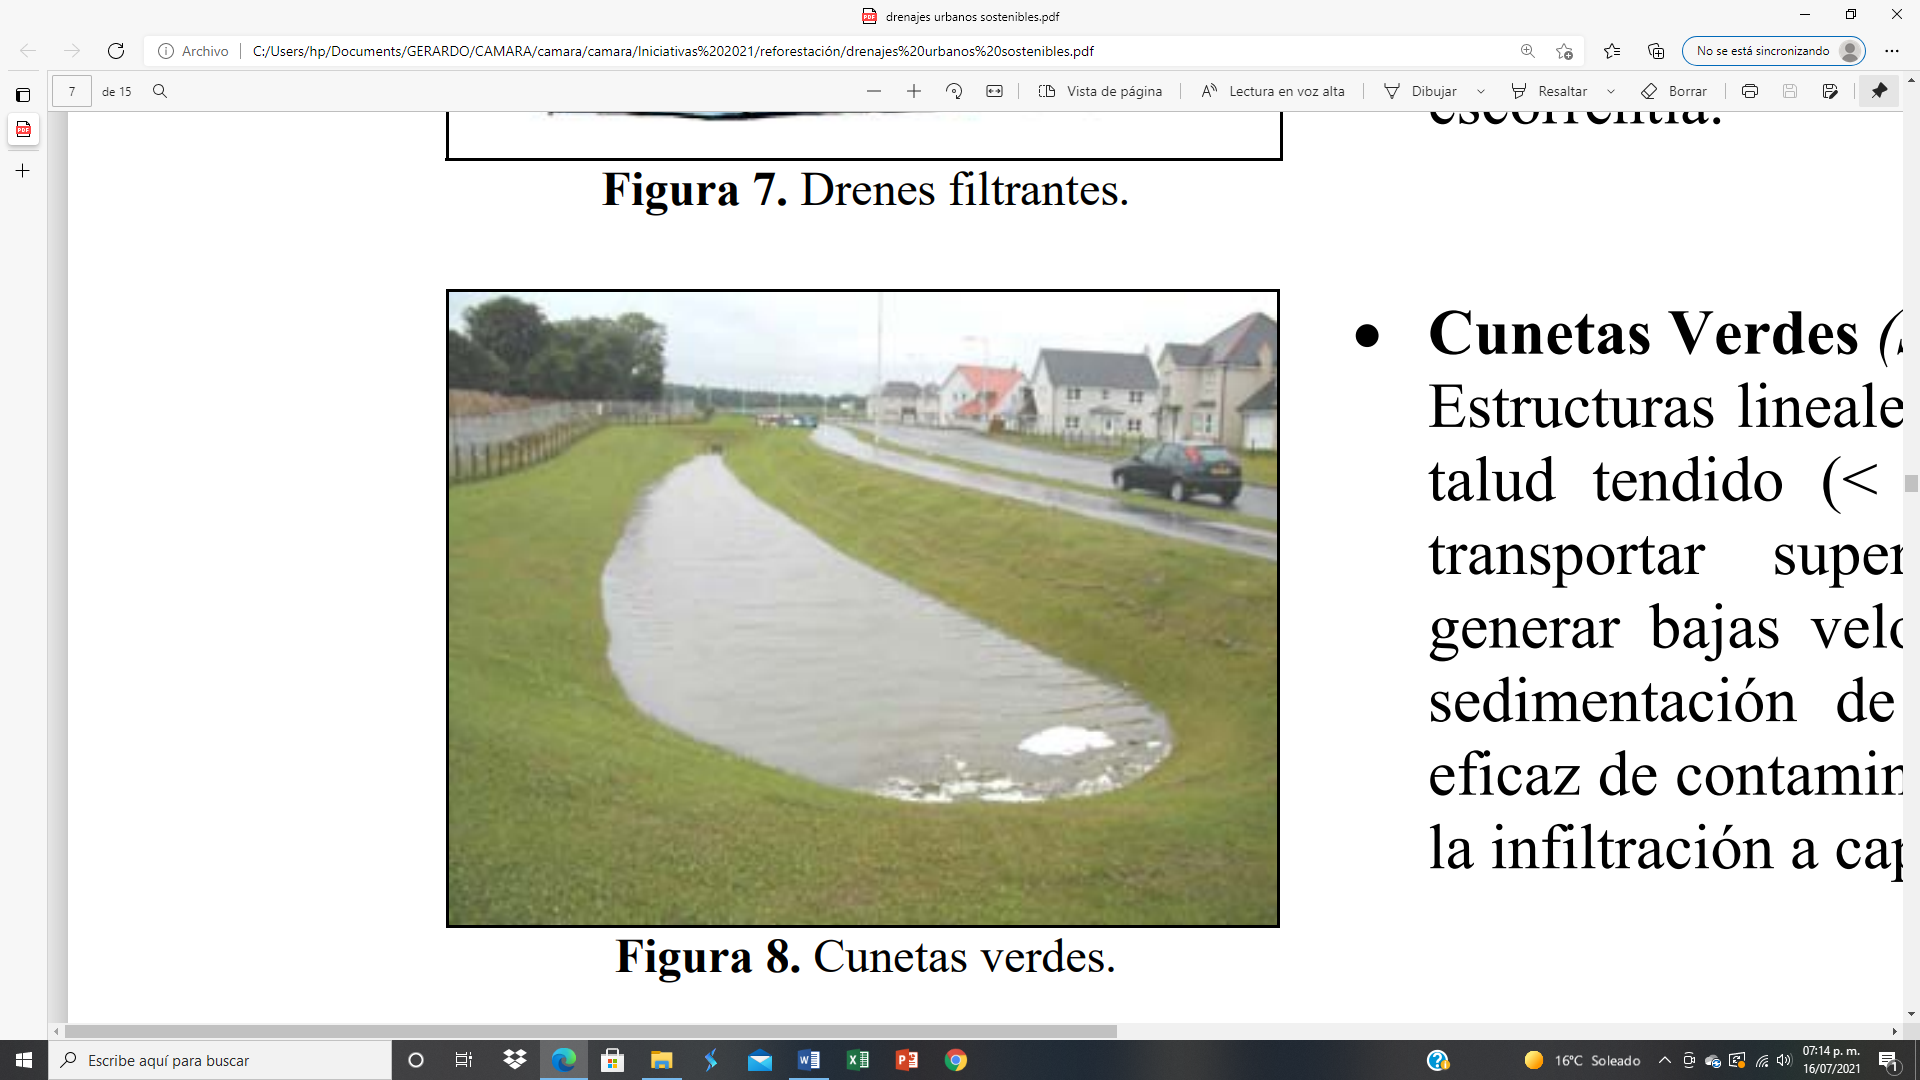 drenajes urbanos sostenibles.pdf
Archivo
C:/Users/hp/Documents/GERARDO/CAMARA/camara/camara/Iniciativas%202021/reforestación/drenajes%20urbanos%20sostenibles.pdf
No se está sincronizando
7 de 15
Vista de página
Lectura en voz alta
Dibujar
Resaltar
Borrar
escorrentía.
Figura 7. Drenes filtrantes.
Cunetas Verdes (
Estructuras lineale
talud tendido (<
transportar super
generar bajas velo
sedimentación de
eficaz de contamin
la infiltración a cap
Figura 8. Cunetas verdes.
Escribe aquí para buscar
16°C Soleado
07:14 p. m.
16/07/2021
1